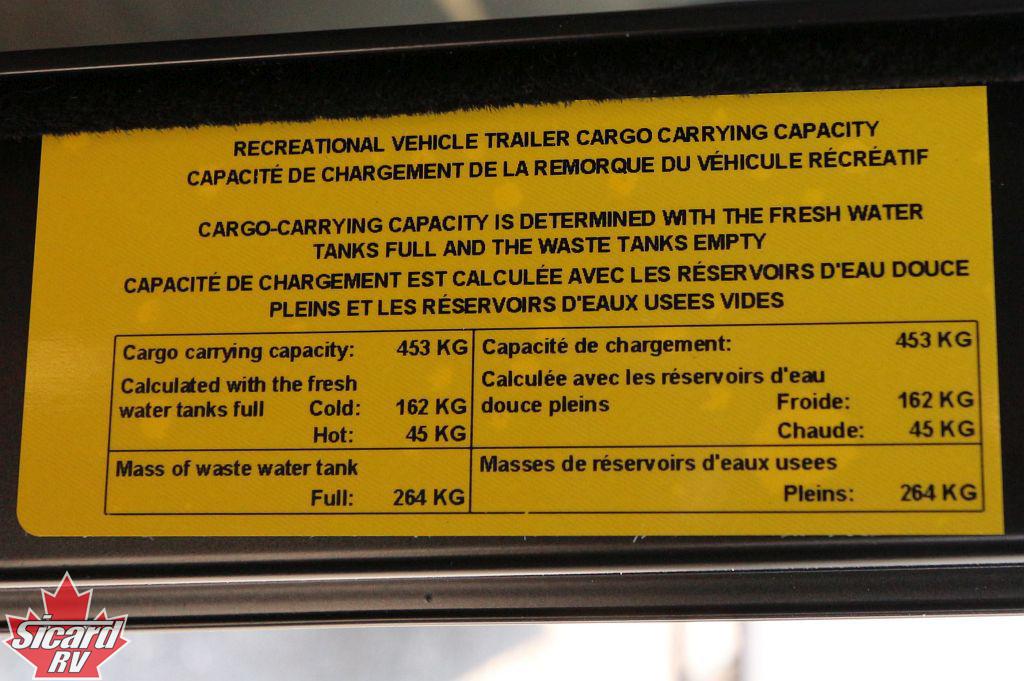 RECREATIONAL VEHICLE TRAILER CARGO CARRYING CAPACITY
CAPACITÉ DE CHARGEMENT DE LA REMORQUE DU VÉHICULE RÉCRÉATIF
CARGO-CARRYING CAPACITY IS DETERMINED WITH THE FRESH WATER
TANKS FULL AND THE WASTE TANKS EMPTY
CAPACITÉ DE CHARGEMENT EST CALCULÉE AVEC LES RÉSERVOIRS D'EAU DOUCE
PLEINS ET LES RÉSERVOIRS D'EAUX USEES VIDES
Cargo carrying capacity: 453 KG
Calculated with the fresh
water tanks full Cold: 162 KG
Hot: 45 KG
Capacité de chargement: 453 KG
Calculée avec les réservoirs d'eau
douce pleins Froide: 162 KG
Chaude: 45 KG
Mass of waste water tank
Full: 264 KG
Masses de réservoirs d'eaux usees
Pleins: 264 KG
Sicard
RV